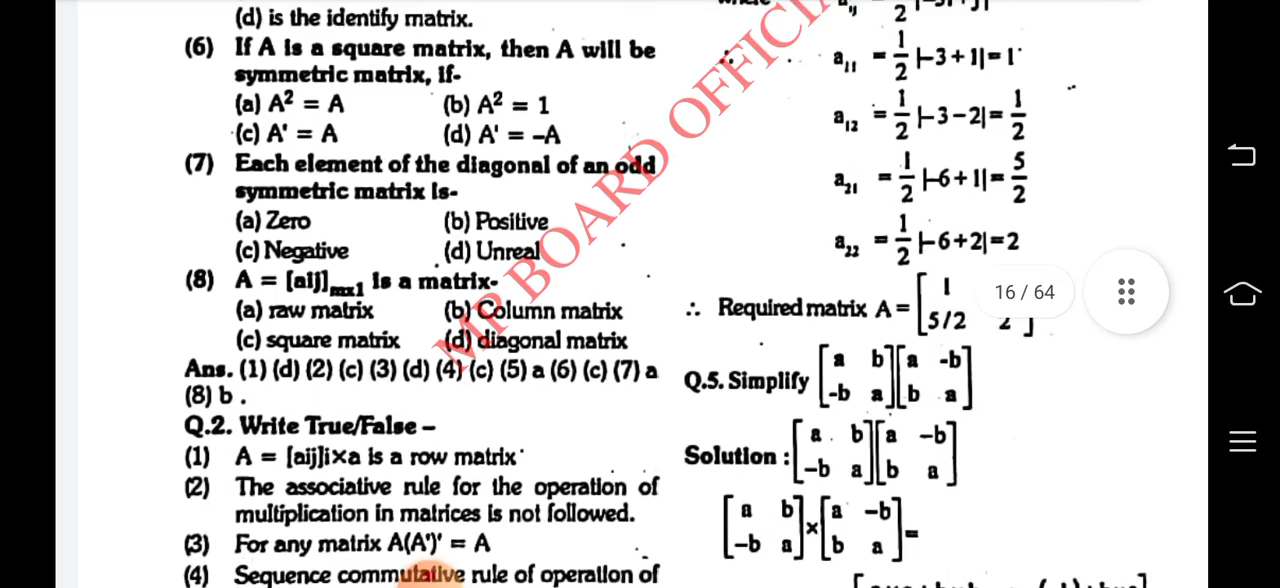 (d) is the identify matrix.
(6) If A is a square matrix, then A will be
symmetric matrix, if-
(a) A² = A (b) A² = 1
(c) A' = A (d) A' = –A
(7) Each element of the diagonal of an odd
symmetric matrix is-
(a) Zero (b) Positive
(c) Negative (d) Unreal
(8) A = [aij]mx1 is a matrix-
(a) raw matrix (b) Column matrix
(c) square matrix (d) diagonal matrix
Ans. (1) (d) (2) (c) (3) (d) (4) (c) (5) a (6) (c) (7) a
(8) b .
Q.2. Write True/False –
(1) A = [aij]i×a is a row matrix
(2) The associative rule for the operation of
multiplication in matrices is not followed.
(3) For any matrix A(A')' = A
(4) Sequence commutative rule of operation of
∴ a₁₁ = 1/2 |–3+1|= 1
a₁₂ = 1/2 |–3–2|= 1/2
a₂₁ = 1/2 |–6+1|= 5/2
a₂₂ = 1/2 |–6+2|=2
∴ Required matrix A = [1
5/2 2]
Q.5. Simplify [a b] [a -b]
[-b a] [b a]
Solution : [a b] [a –b]
[–b a] [b a]
[a b] × [a –b] =
[–b a] [b a]
MP BOARD OFFICIA
16 / 64